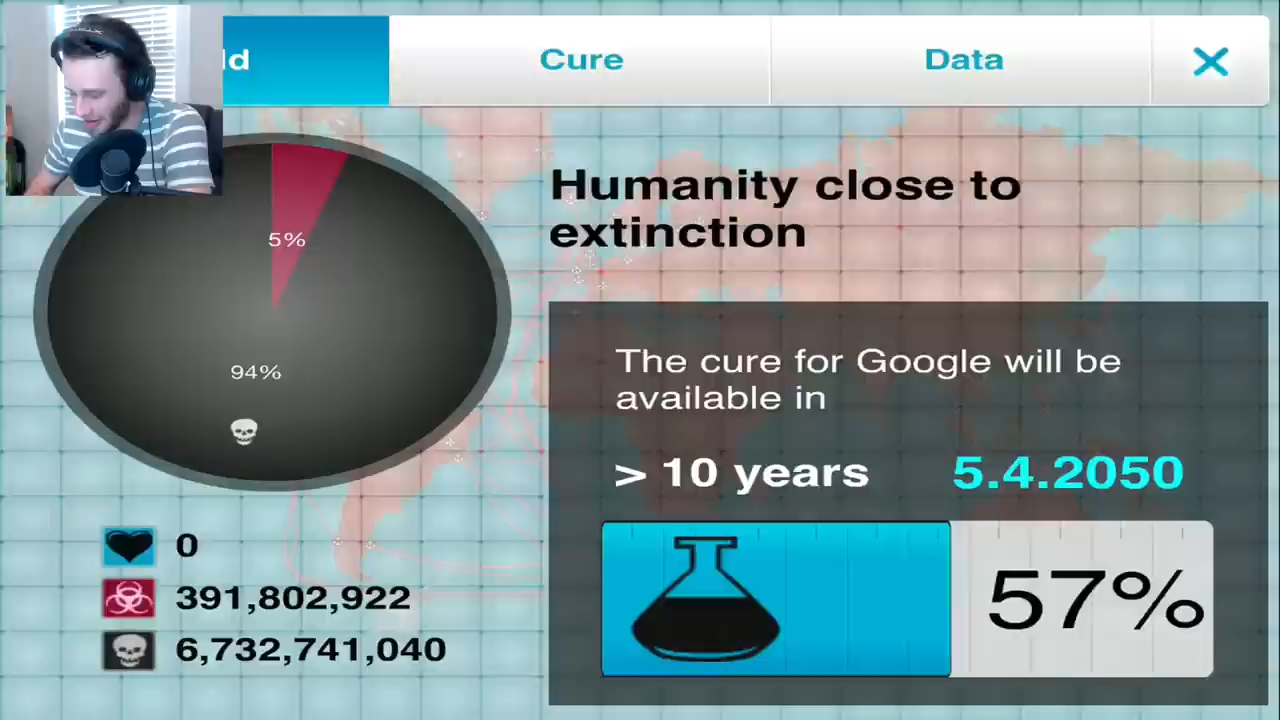 ld
Cure
Data
Humanity close to
extinction
5%
94%
The cure for Google will be
available in
> 10 years
5.4.2050
57%
0
391,802,922
6,732,741,040